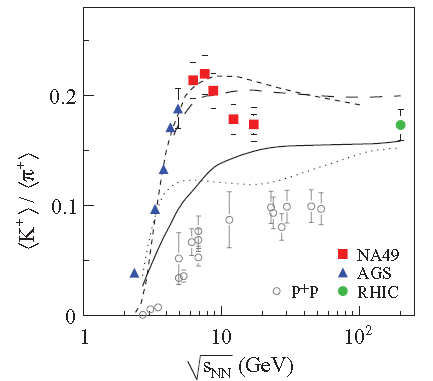 ⟨K⁺⟩ / ⟨π⁺⟩
0.2
0.1
0
NA49
AGS
p+p
RHIC
1
10
10²
√s_NN (GeV)